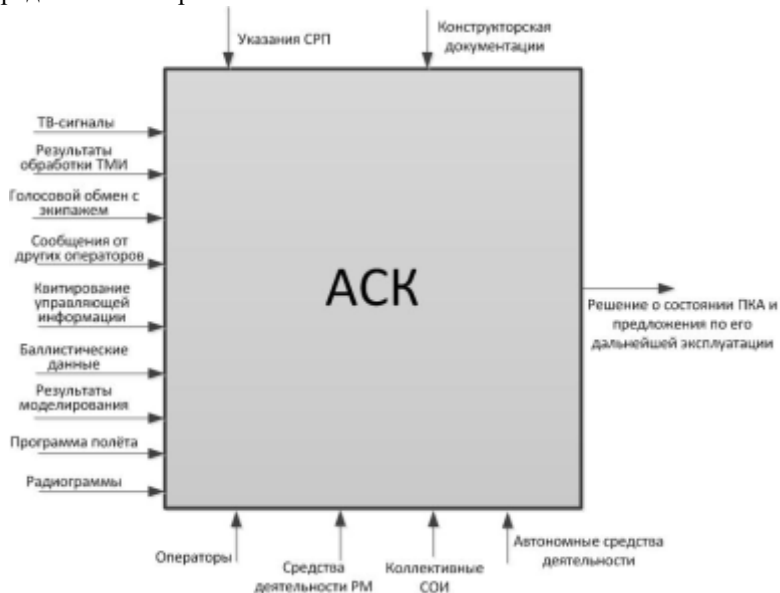 Указания СРП
Конструкторская
документации
ТВ-сигналы
Результаты
обработки ТМИ
Голосовой обмен с
экипажем
Сообщения от
других операторов
Квитирование
управляющей
информации
Баллистические
данные
Результаты
моделирования
Программа полёта
Радиограммы
АСК
Решение о состоянии ПКА и
предложения по его
дальнейшей эксплуатации
Операторы
Средства
деятельности РМ
Коллективные
СОИ
Автономные средства
деятельности